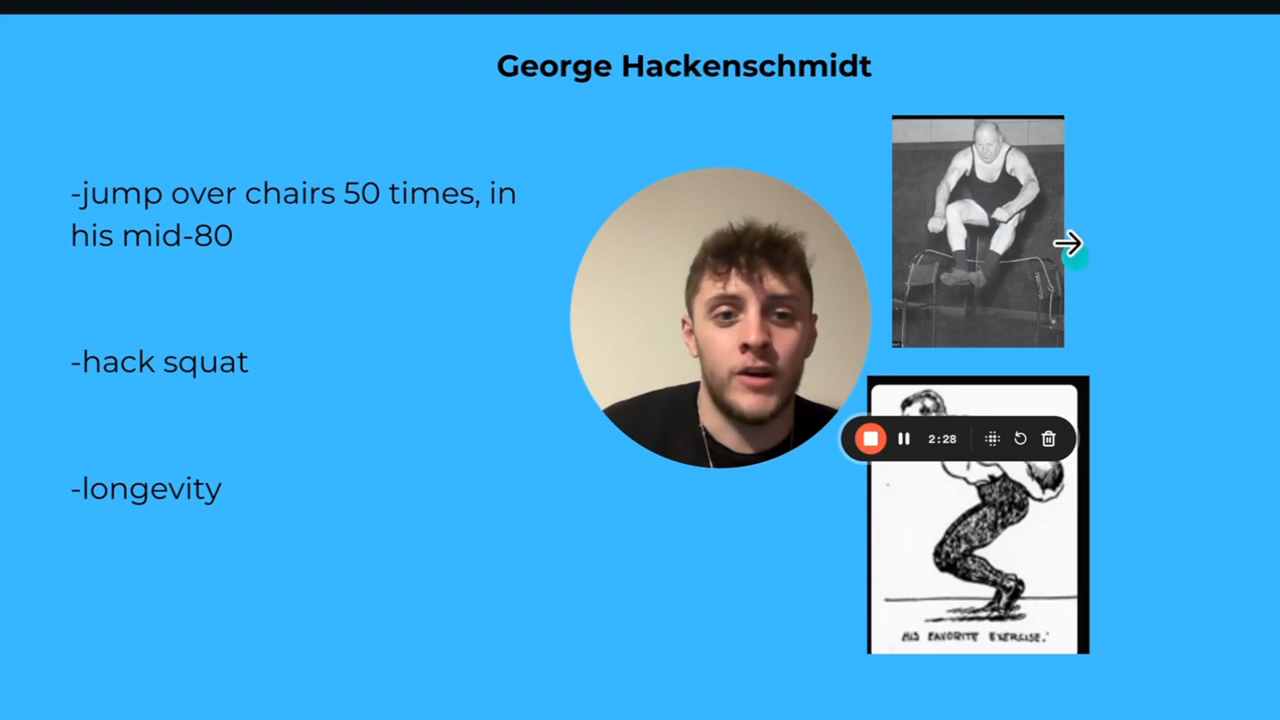 George Hackenschmidt
-jump over chairs 50 times, in
his mid-80
-hack squat
-longevity
2:28
HIS FAVORITE EXERCISE.'